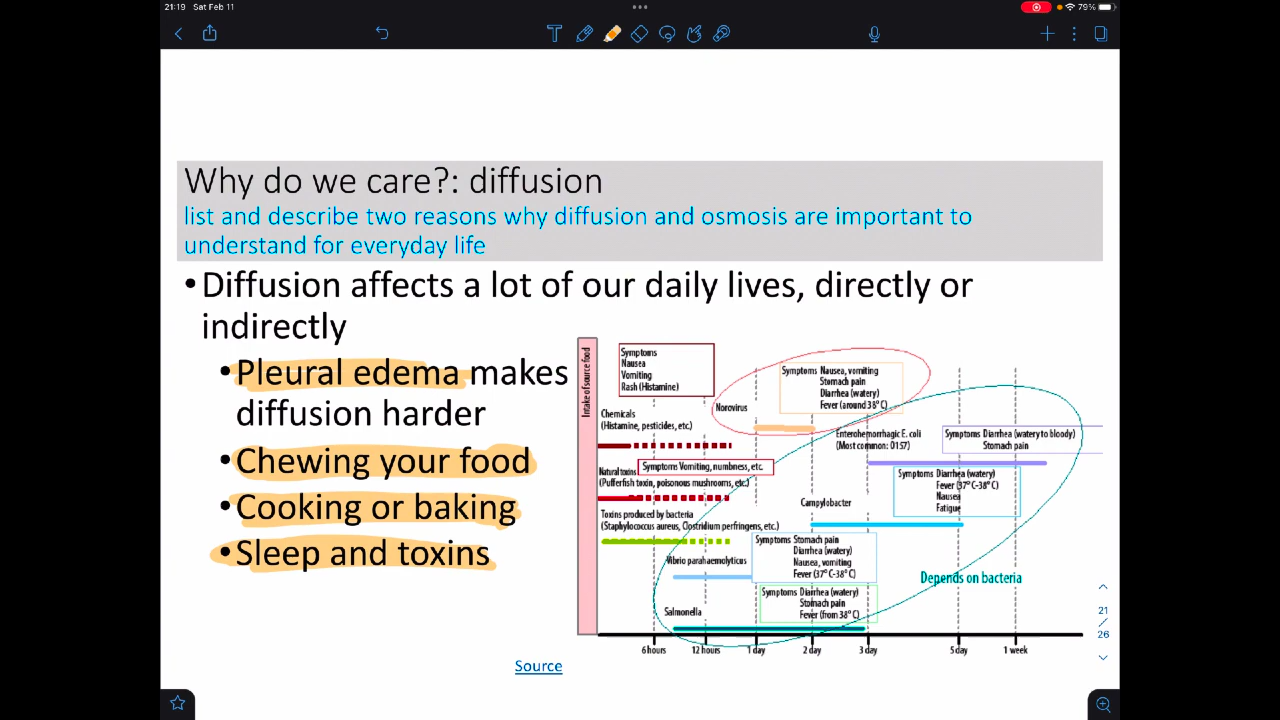 21:19 Sat Feb 11
79%
Why do we care?: diffusion
list and describe two reasons why diffusion and osmosis are important to
understand for everyday life
•Diffusion affects a lot of our daily lives, directly or
indirectly
•Pleural edema makes
diffusion harder
•Chewing your food
•Cooking or baking
•Sleep and toxins
Source
Intake of source food
Symptoms
Nausea
Vomiting
Rash (Histamine)
Chemicals
(Histamine, pesticides, etc.)
Norovirus
Symptoms Nausea, vomiting
Stomach pain
Diarrhea (watery)
Fever (around 38°C)
Natural toxins
Symptoms Vomiting, numbness, etc.
(Pufferfish toxin, poisonous mushrooms, etc.)
Enterohemorrhagic E. coli
(Most common: O157)
Symptoms Diarrhea (watery to bloody)
Stomach pain
Toxins produced by bacteria
(Staphylococcus aureus, Clostridium perfringens, etc.)
Campylobacter
Symptoms Diarrhea (watery)
Fever (37°C-38°C)
Nausea
Fatigue
Vibrio parahaemolyticus
Symptoms Stomach pain
Diarrhea (watery)
Nausea, vomiting
Fever (37°C-38°C)
Salmonella
Symptoms Diarrhea (watery)
Stomach pain
Fever (from 38°C)
Depends on bacteria
6 hours 12 hours 1 day 2 day 3 day 5 day 1 week
21
/
26